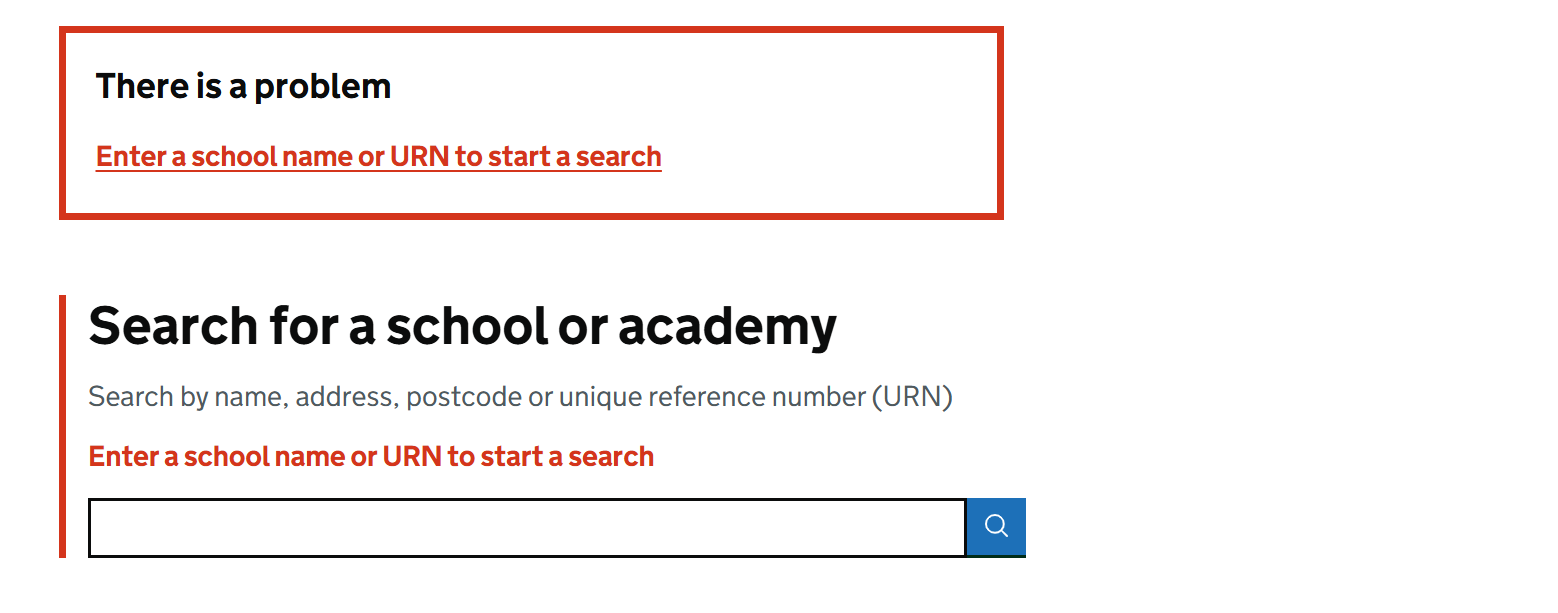 There is a problem
Enter a school name or URN to start a search
Search for a school or academy
Search by name, address, postcode or unique reference number (URN)
Enter a school name or URN to start a search